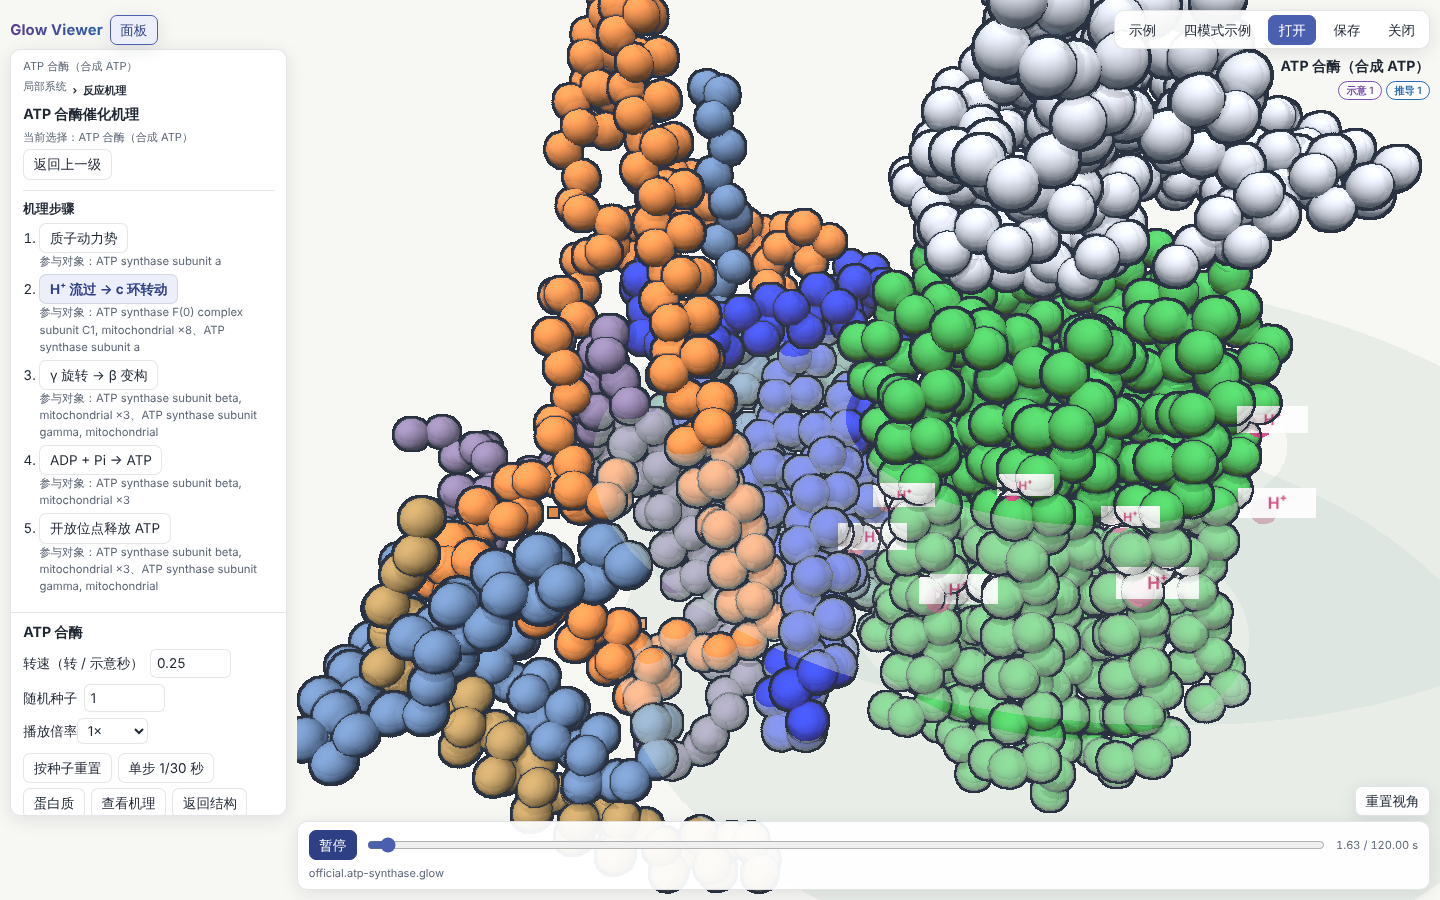 Glow Viewer 面板
示例 四模式示例 打开 保存 关闭
ATP 合酶（合成 ATP）
示意 1 推导 1
ATP 合酶（合成 ATP）
局部系统 › 反应机理
ATP 合酶催化机理
当前选择：ATP 合酶（合成 ATP）
返回上一级
机理步骤
1. 质子动力势
参与对象：ATP synthase subunit a
2. H⁺ 流过 → c 环转动
参与对象：ATP synthase F(0) complex
subunit C1, mitochondrial ×8、ATP
synthase subunit a
3. γ 旋转 → β 变构
参与对象：ATP synthase subunit beta,
mitochondrial ×3、ATP synthase subunit
gamma, mitochondrial
4. ADP + Pi → ATP
参与对象：ATP synthase subunit beta,
mitochondrial ×3
5. 开放位点释放 ATP
参与对象：ATP synthase subunit beta,
mitochondrial ×3、ATP synthase subunit
gamma, mitochondrial
ATP 合酶
转速（转 / 示意秒） 0.25
随机种子 1
播放倍率 1×
按种子重置 单步 1/30 秒
蛋白质 查看机理 返回结构
H
H⁺
H⁺
H⁺
H⁺
H
H⁺
H
重置视角
暂停 1.63 / 120.00 s
official.atp-synthase.glow